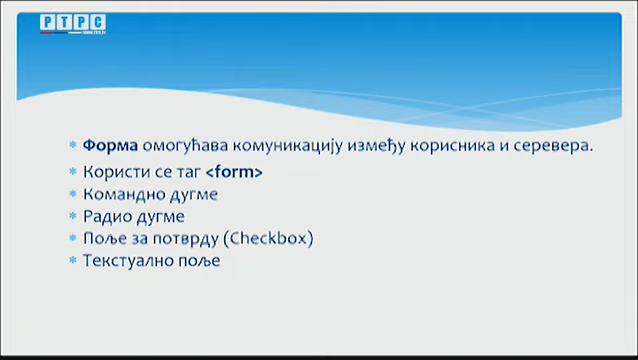 РТРС
www.rtrs.tv
Форма омогућава комуникацију између корисника и серевера.
Користи се таг <form>
Командно дугме
Радио дугме
Поље за потврду (Checkbox)
Текстуално поље